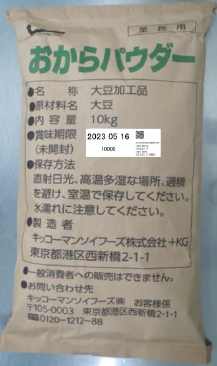 業務用
おからパウダー
●名称 大豆加工品
●原材料名 大豆
●内容量 10kg
●賞味期限 2023 05 16
(未開封) 10000
●保存方法
直射日光、高温多湿な場所、過積
を避け、室温で保存してください。
水濡れに注意してください。
●製造者
キッコーマンソイフーズ株式会社+KG
東京都港区西新橋2-1-1
●一般消費者への販売はできません。
●お問い合わせ先
キッコーマンソイフーズ㈱ お客様係
〒105-0003 東京都港区西新橋2-1-1
0120-1212-88